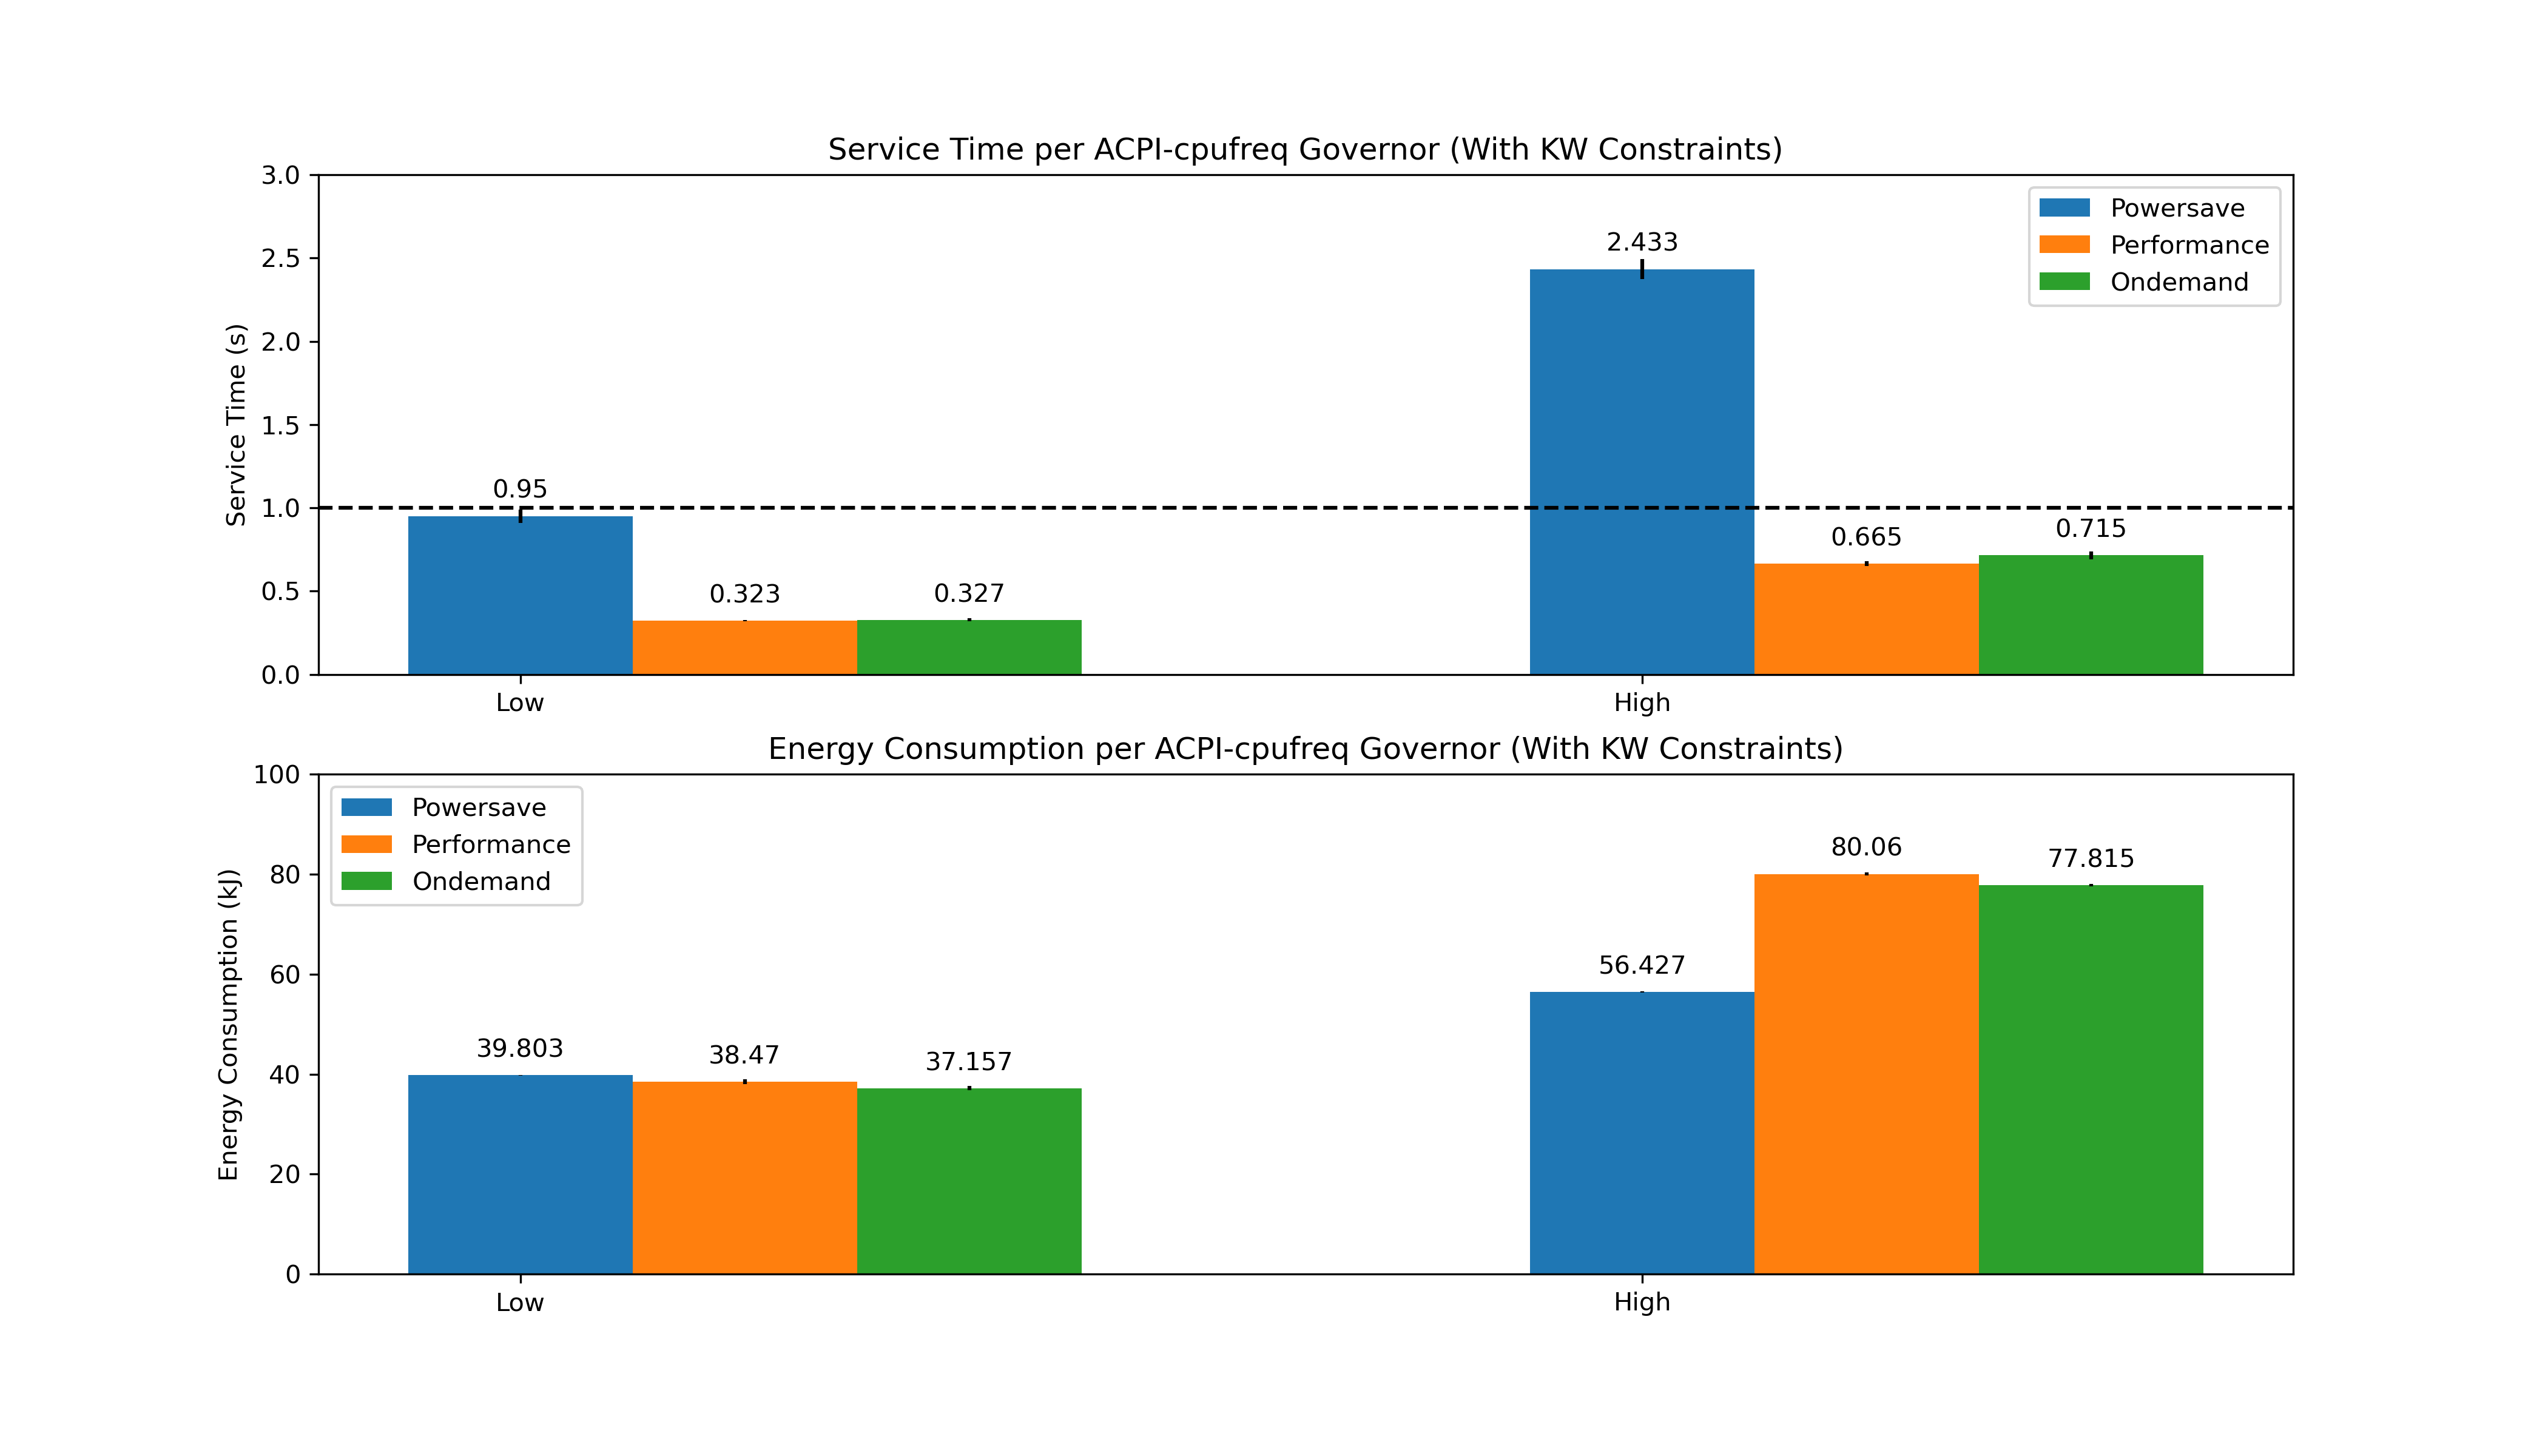 Service Time per ACPI-cpufreq Governor (With KW Constraints)
Service Time (s)
3.0
2.5
2.0
1.5
1.0
0.5
0.0
Powersave
Performance
Ondemand
0.95
0.323
0.327
2.433
0.665
0.715
Low
High
Energy Consumption per ACPI-cpufreq Governor (With KW Constraints)
Energy Consumption (kJ)
100
80
60
40
20
0
Powersave
Performance
Ondemand
39.803
38.47
37.157
56.427
80.06
77.815
Low
High